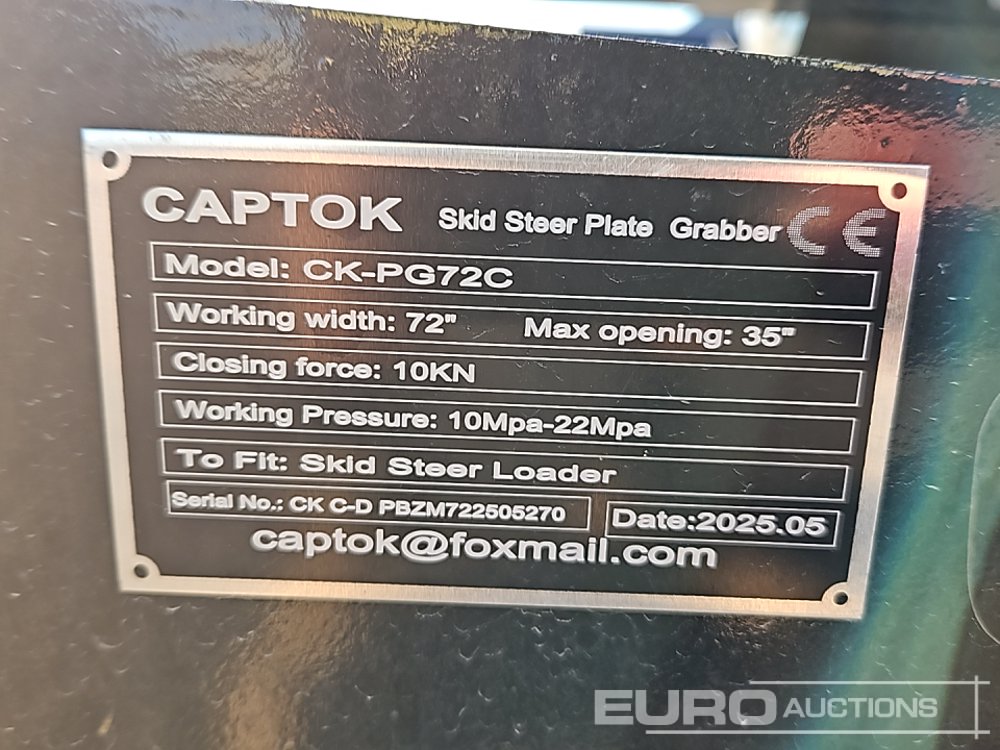 CAPTOK Skid Steer Plate Grabber CE
Model: CK-PG72C
Working width: 72" Max opening: 35"
Closing force: 10KN
Working Pressure: 10Mpa-22Mpa
To Fit: Skid Steer Loader
Serial No.: CK C-D PBZM722505270 Date:2025.05
captok@foxmail.com
EURO AUCTIONS